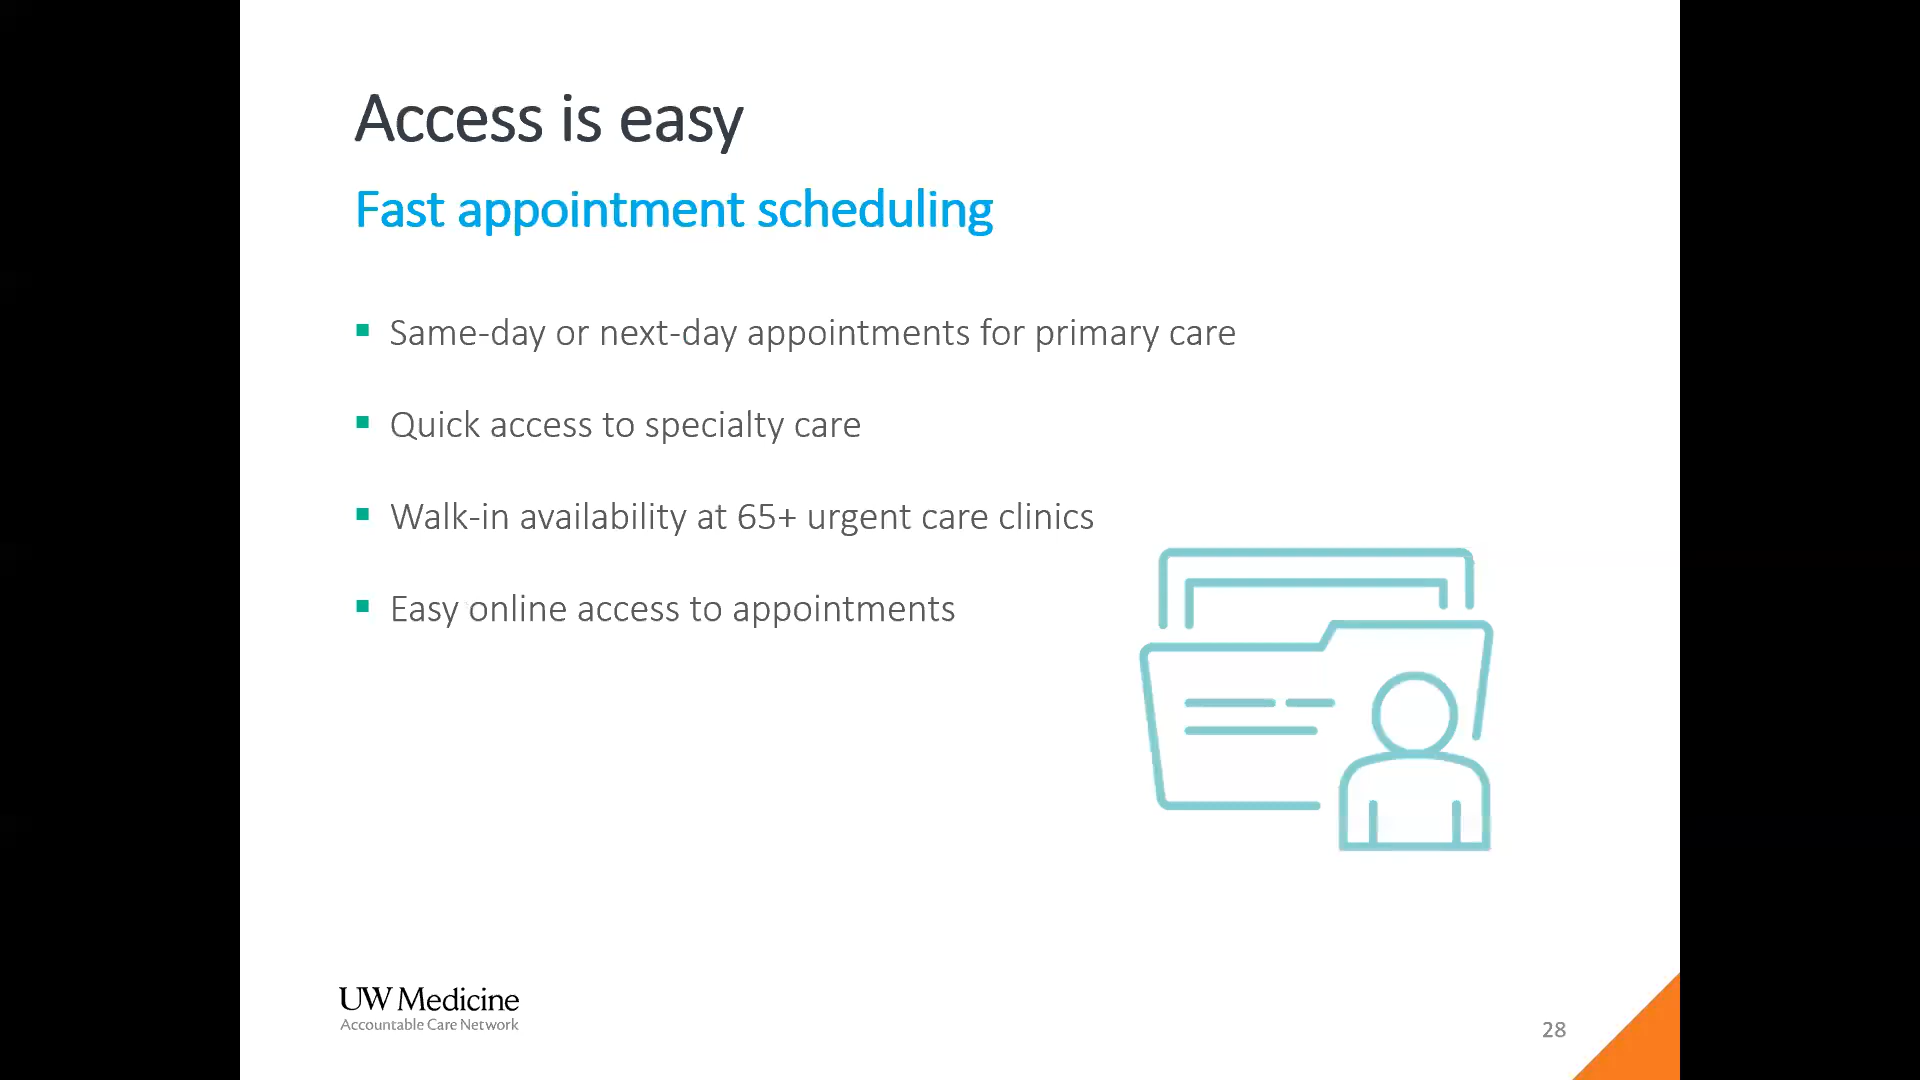 Access is easy
Fast appointment scheduling
Same-day or next-day appointments for primary care
Quick access to specialty care
Walk-in availability at 65+ urgent care clinics
Easy online access to appointments
UW Medicine
Accountable Care Network
28